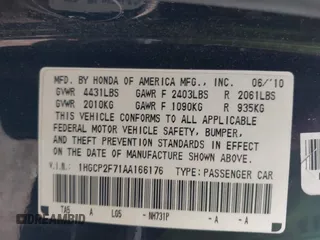 MFD. BY HONDA OF AMERICA MFG., INC. 06/'10
GVWR 4431LBS GAWR F 2403LBS R 2061LBS
GVWR 2010KG GAWR F 1090KG R 935KG
THIS VEHICLE CONFORMS TO ALL APPLICABLE
FEDERAL MOTOR VEHICLE SAFETY, BUMPER,
AND THEFT PREVENTION STANDARDS IN
EFFECT ON THE DATE OF MANUFACTURE
SHOWN ABOVE.
V.I.N. : 1HGCP2F71AA166176 TYPE:PASSENGER CAR
TA5 A LG5 NH731P A A
DREAMBID